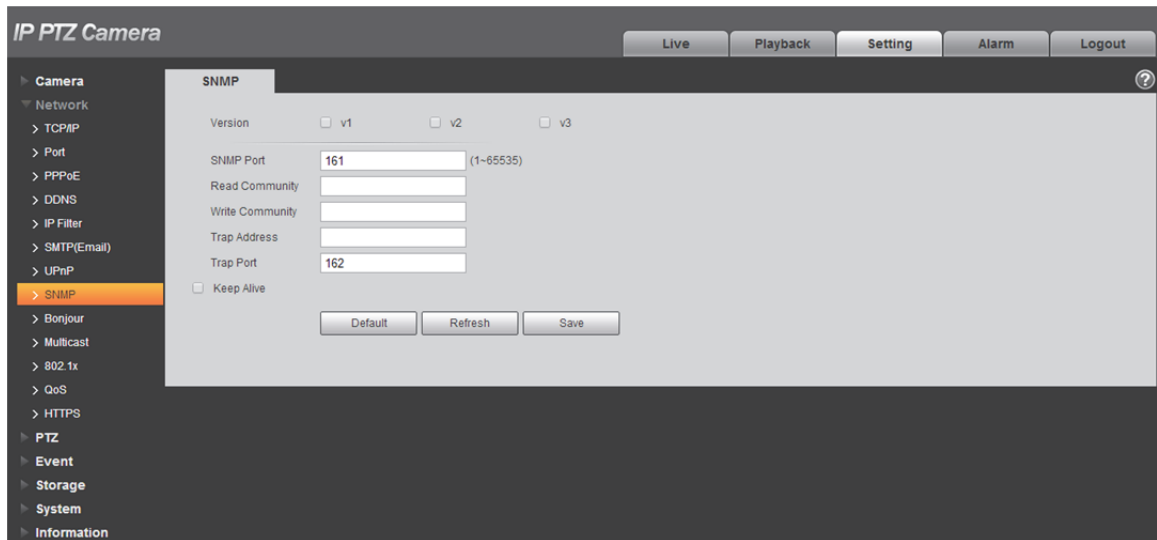 IP PTZ Camera
Live Playback Setting Alarm Logout
Camera
Network
TCP/IP
Port
PPPoE
DDNS
IP Filter
SMTP(Email)
UPnP
SNMP
Bonjour
Multicast
802.1x
QoS
HTTPS
PTZ
Event
Storage
System
Information
SNMP ?
Version v1 v2 v3
SNMP Port 161 (1~65535)
Read Community
Write Community
Trap Address
Trap Port 162
Keep Alive
Default Refresh Save